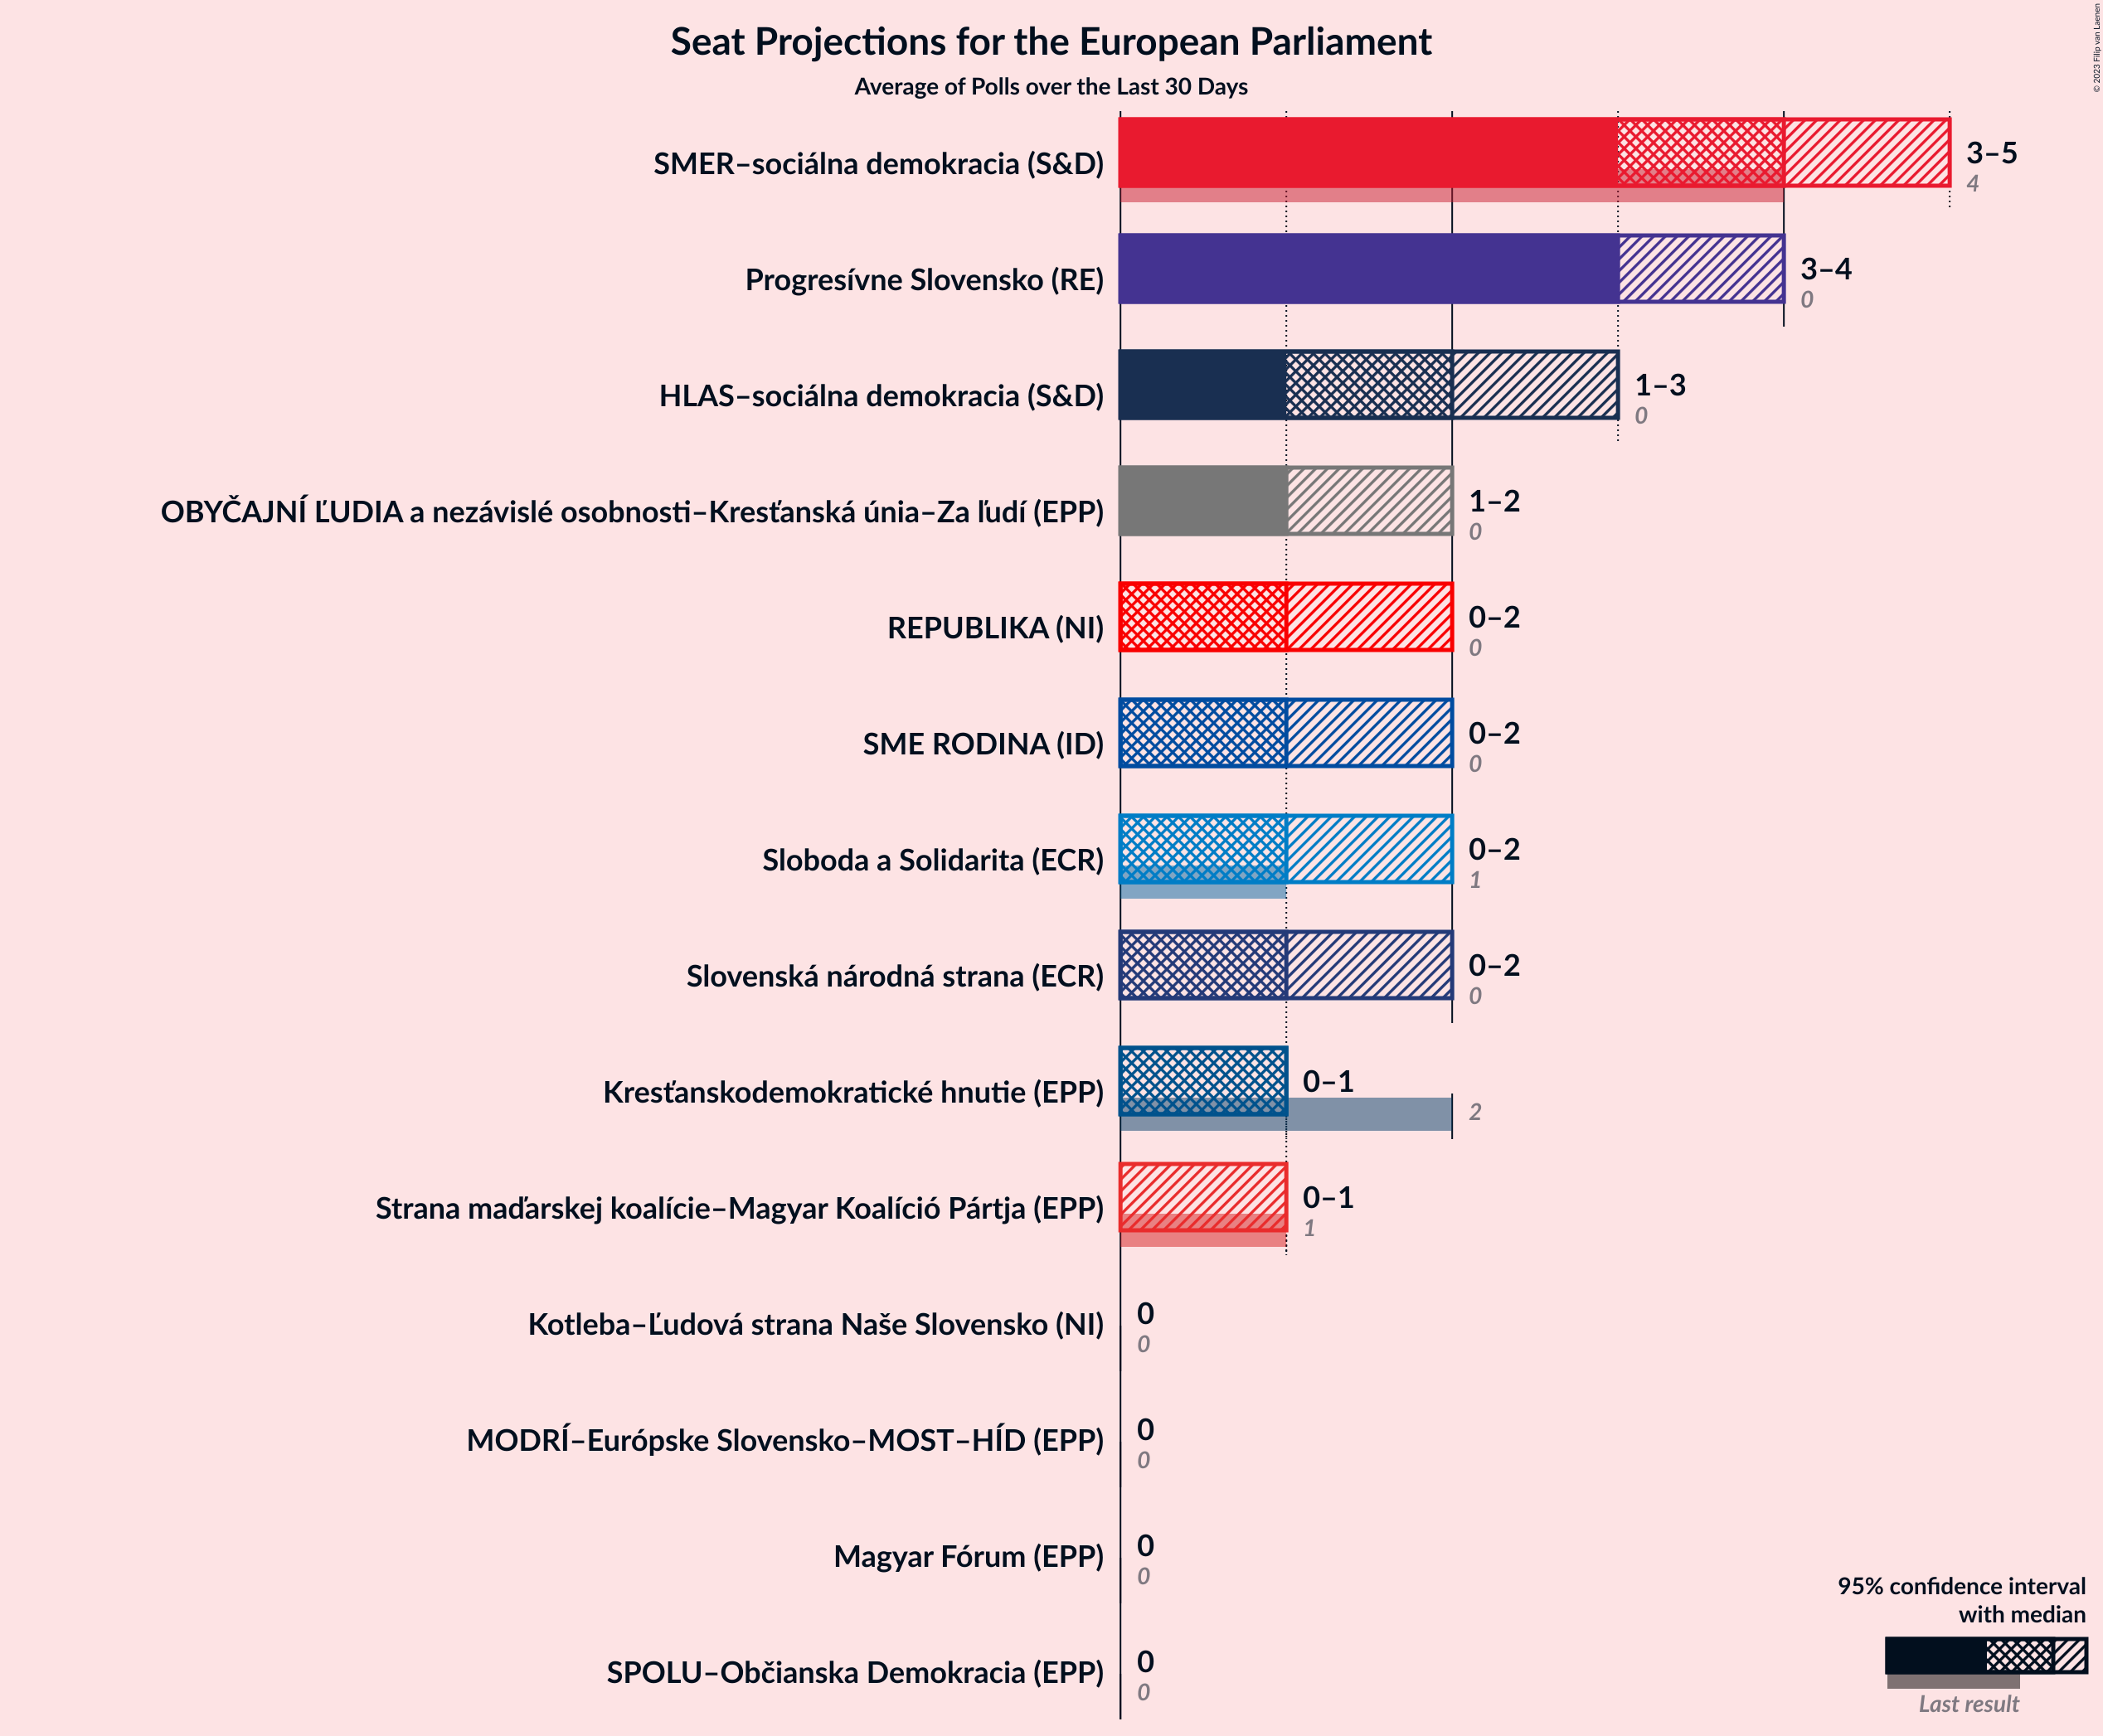 Seat Projections for the European Parliament
Average of Polls over the Last 30 Days
© 2023 Filip van Laenen
SMER–sociálna demokracia (S&D)
3–5
4
Progresívne Slovensko (RE)
3–4
0
HLAS–sociálna demokracia (S&D)
1–3
0
OBYČAJNÍ ĽUDIA a nezávislé osobnosti–Kresťanská únia–Za ľudí (EPP)
1–2
0
REPUBLIKA (NI)
0–2
0
SME RODINA (ID)
0–2
0
Sloboda a Solidarita (ECR)
0–2
1
Slovenská národná strana (ECR)
0–2
0
Kresťanskodemokratické hnutie (EPP)
0–1
2
Strana maďarskej koalície–Magyar Koalíció Pártja (EPP)
0–1
1
Kotleba–Ľudová strana Naše Slovensko (NI)
0
0
MODRÍ–Európske Slovensko–MOST–HÍD (EPP)
0
0
Magyar Fórum (EPP)
0
0
SPOLU–Občianska Demokracia (EPP)
0
0
95% confidence interval
with median
Last result